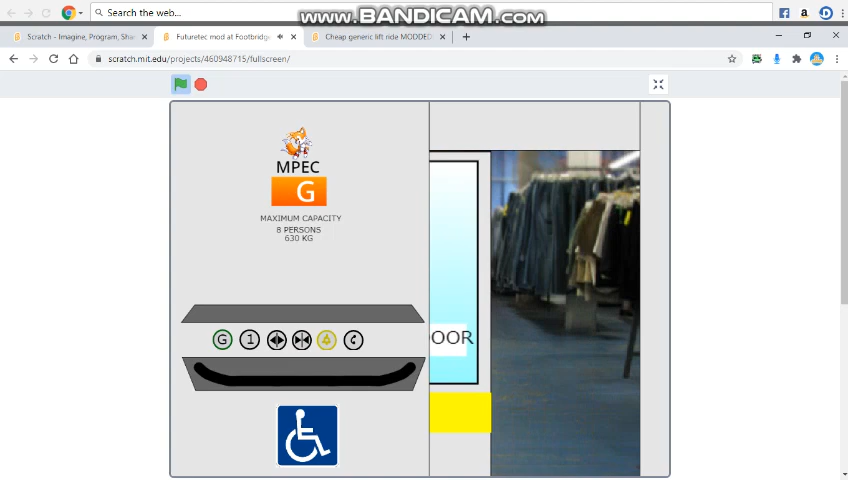 Search the web...
www.BANDICAM.com
Scratch - Imagine, Program, Sha
Futuretec mod at Footbridge
Cheap generic lift ride MODDED
scratch.mit.edu/projects/460948715/fullscreen/
MPEC
G
MAXIMUM CAPACITY
8 PERSONS
630 KG
G 1
OOR